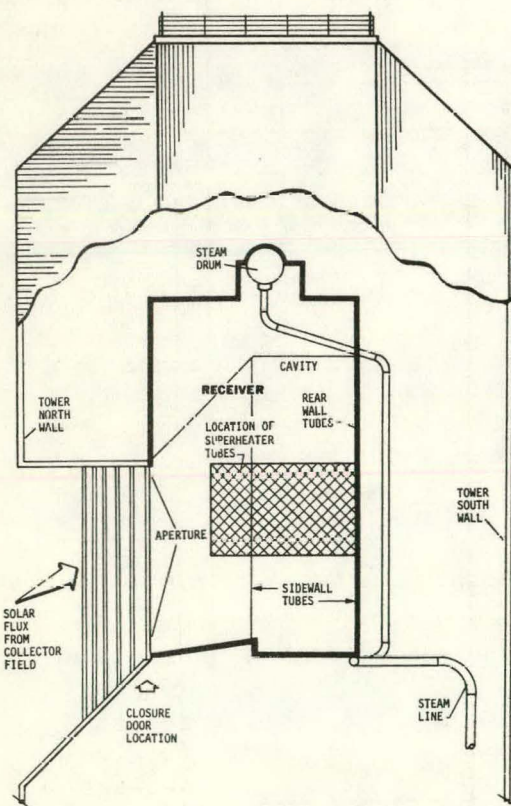 STEAM
DRUM
CAVITY
RECEIVER
REAR
WALL
TUBES
TOWER
NORTH
WALL
LOCATION OF
SUPERHEATER
TUBES
TOWER
SOUTH
WALL
APERTURE
SIDEWALL
TUBES
SOLAR
FLUX
FROM
COLLECTOR
FIELD
CLOSURE
DOOR
LOCATION
STEAM
LINE